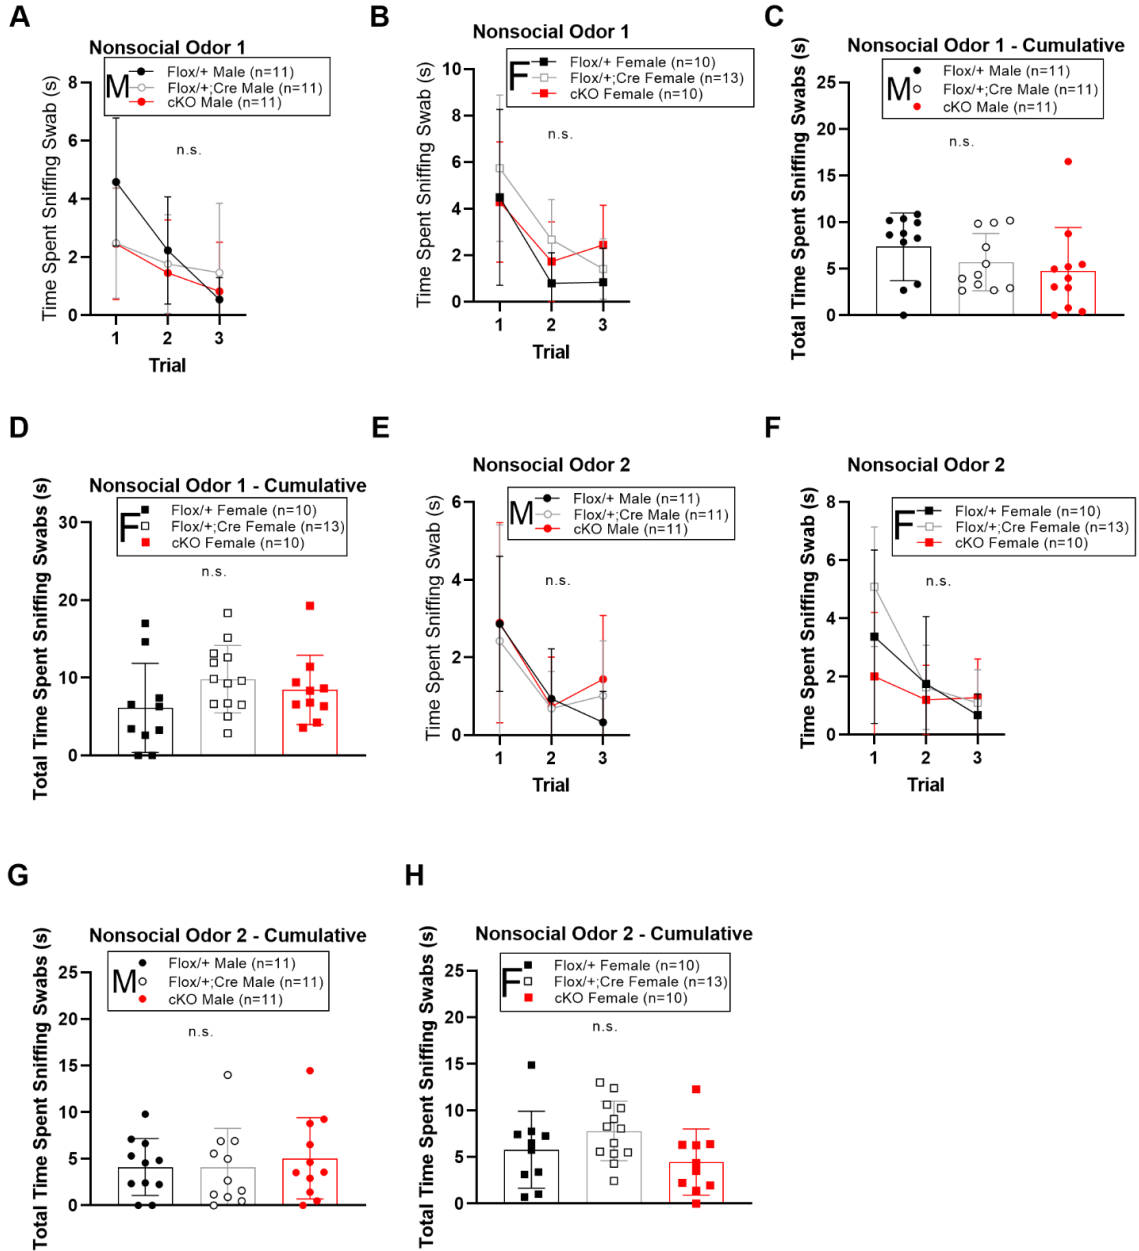 A
Nonsocial Odor 1
M
Flox/+ Male (n=11)
Flox/+;Cre Male (n=11)
cKO Male (n=11)
n.s.
Time Spent Sniffing Swab (s)
8
6
4
2
0
1 2 3
Trial
B
Nonsocial Odor 1
F
Flox/+ Female (n=10)
Flox/+;Cre Female (n=13)
cKO Female (n=10)
n.s.
Time Spent Sniffing Swab (s)
10
8
6
4
2
0
1 2 3
Trial
C
Nonsocial Odor 1 - Cumulative
M
Flox/+ Male (n=11)
Flox/+;Cre Male (n=11)
cKO Male (n=11)
n.s.
Total Time Spent Sniffing Swabs (s)
25
20
15
10
5
0
D
Nonsocial Odor 1 - Cumulative
F
Flox/+ Female (n=10)
Flox/+;Cre Female (n=13)
cKO Female (n=10)
n.s.
Total Time Spent Sniffing Swabs (s)
30
20
10
0
E
Nonsocial Odor 2
M
Flox/+ Male (n=11)
Flox/+;Cre Male (n=11)
cKO Male (n=11)
n.s.
Time Spent Sniffing Swab (s)
6
4
2
0
1 2 3
Trial
F
Nonsocial Odor 2
F
Flox/+ Female (n=10)
Flox/+;Cre Female (n=13)
cKO Female (n=10)
n.s.
Time Spent Sniffing Swab (s)
8
6
4
2
0
1 2 3
Trial
G
Nonsocial Odor 2 - Cumulative
M
Flox/+ Male (n=11)
Flox/+;Cre Male (n=11)
cKO Male (n=11)
n.s.
Total Time Spent Sniffing Swabs (s)
25
20
15
10
5
0
H
Nonsocial Odor 2 - Cumulative
F
Flox/+ Female (n=10)
Flox/+;Cre Female (n=13)
cKO Female (n=10)
n.s.
Total Time Spent Sniffing Swabs (s)
25
20
15
10
5
0